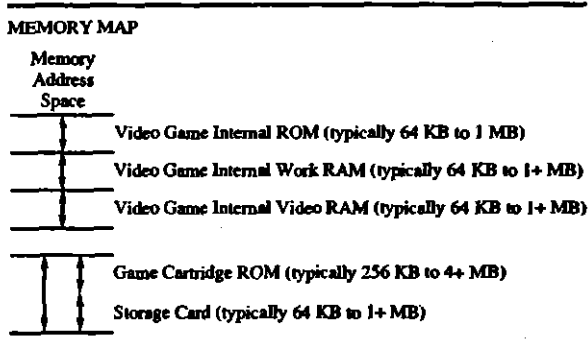 MEMORY MAP
Memory
Address
Space
Video Game Internal ROM (typically 64 KB to 1 MB)
Video Game Internal Work RAM (typically 64 KB to 1+ MB)
Video Game Internal Video RAM (typically 64 KB to 1+ MB)
Game Cartridge ROM (typically 256 KB to 4+ MB)
Storage Card (typically 64 KB to 1+ MB)